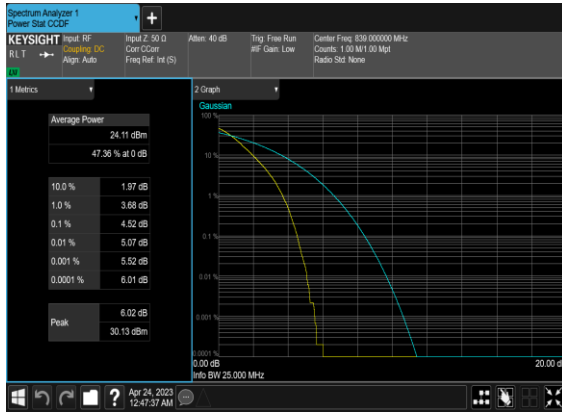 Spectrum Analyzer 1
Power Stat CCDF
+
KEYSIGHT
RLT
Input: RF
Coupling: DC
Align: Auto
Input Z: 50 Ω
Corr CCorr
Freq Ref: Int (S)
Atten: 40 dB
Trig: Free Run
#IF Gain: Low
Center Freq: 839.000000 MHz
Counts: 1.00 M/1.00 Mpt
Radio Std: None
1 Metrics
Average Power
24.11 dBm
47.36 % at 0 dB
10.0 % 1.97 dB
1.0 % 3.68 dB
0.1 % 4.52 dB
0.01 % 5.07 dB
0.001 % 5.52 dB
0.0001 % 6.01 dB
Peak 6.02 dB
30.13 dBm
2 Graph
Gaussian
100 %
10 %
1 %
0.1 %
0.01 %
0.001 %
0.0001 %
0.00 dB 20.00 d
Info BW 25.000 MHz
?
Apr 24, 2023
12:47:37 AM